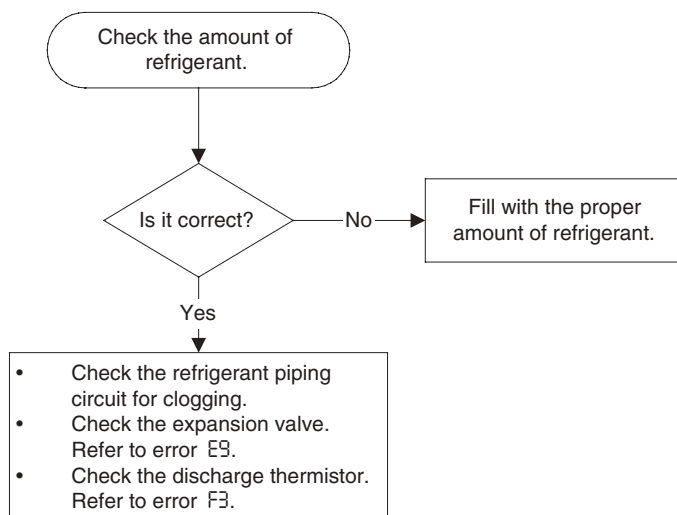 Check the amount of
refrigerant.
Is it correct?
No
Fill with the proper
amount of refrigerant.
Yes
• Check the refrigerant piping
circuit for clogging.
• Check the expansion valve.
Refer to error E9.
• Check the discharge thermistor.
Refer to error F3.